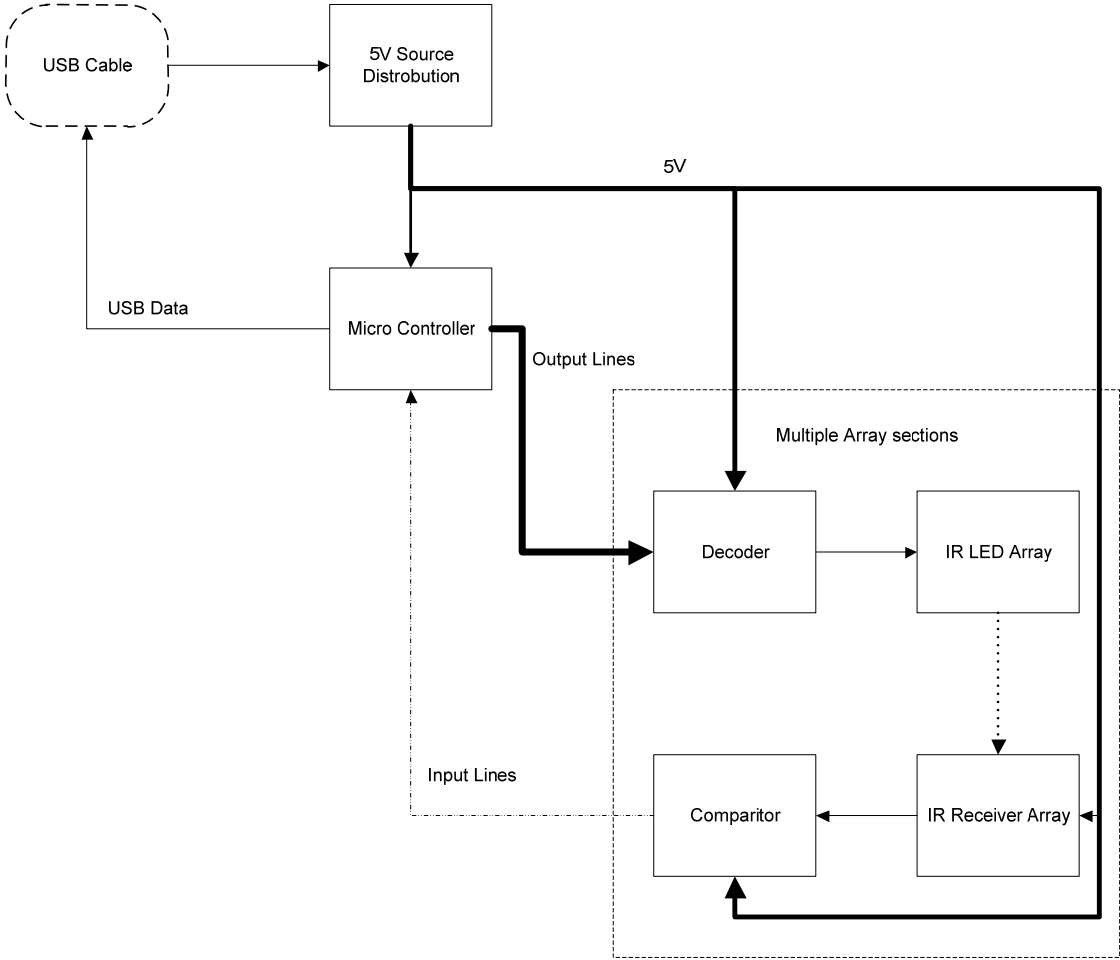 USB Cable
5V Source
Distrobution
5V
USB Data
Micro Controller
Output Lines
Multiple Array sections
Decoder
IR LED Array
Input Lines
Comparitor
IR Receiver Array